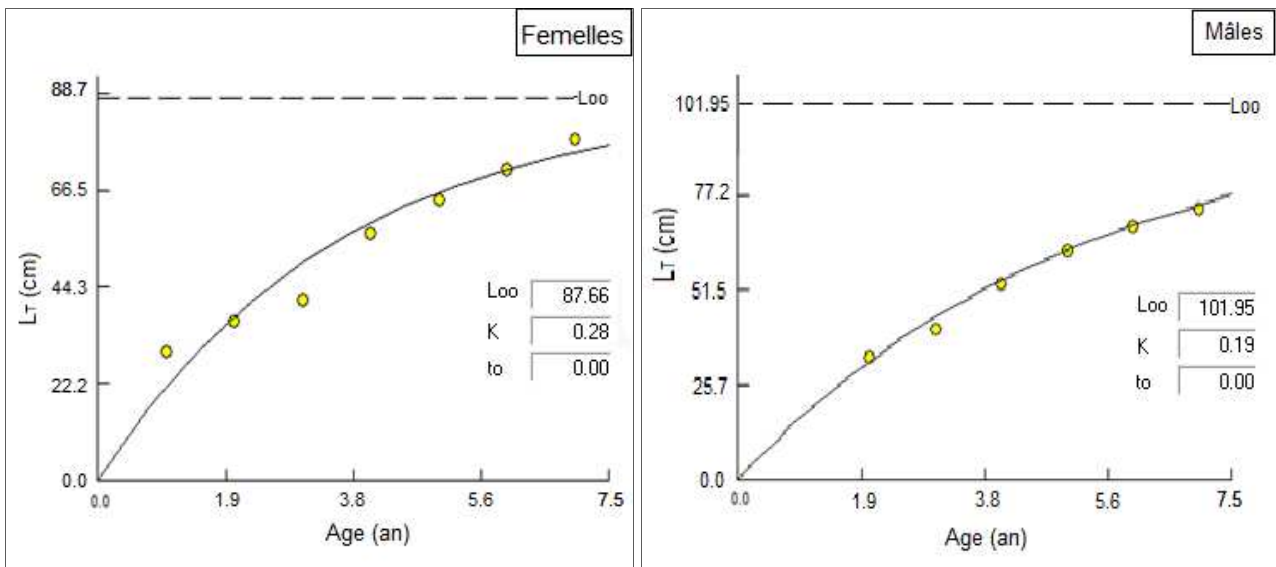 Femelles
88.7
Loo
66.5
44.3
22.2
0.0
LT (cm)
Loo 87.66
K 0.28
to 0.00
0.0 1.9 3.8 5.6 7.5
Age (an)
Mâles
101.95
Loo
77.2
51.5
25.7
0.0
LT (cm)
Loo 101.95
K 0.19
to 0.00
0.0 1.9 3.8 5.6 7.5
Age (an)